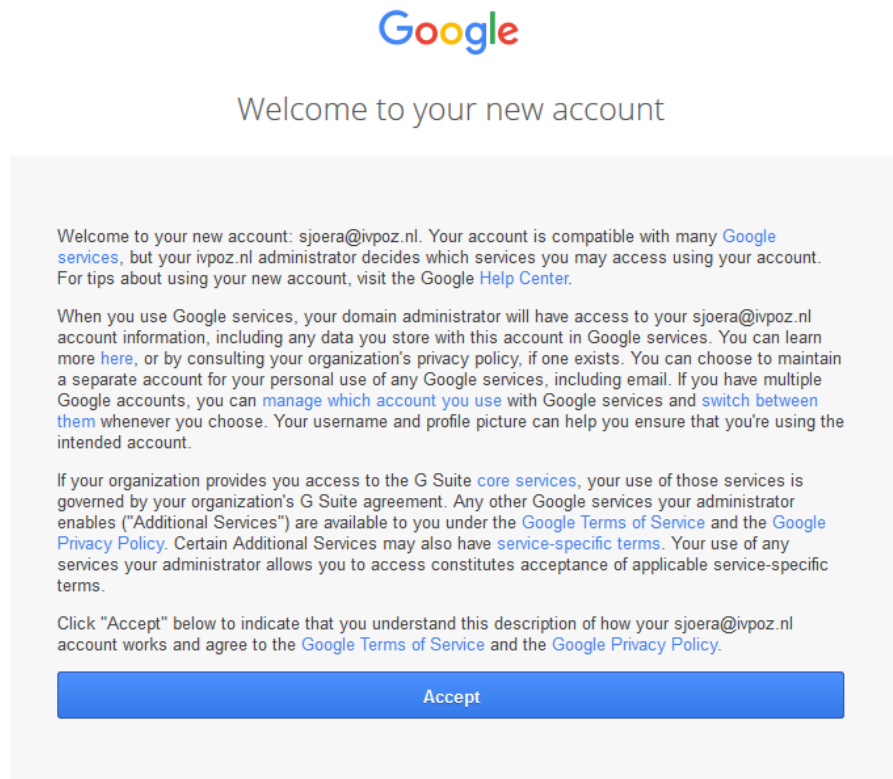 Google
Welcome to your new account
Welcome to your new account: sjoera@ivpoz.nl. Your account is compatible with many Google
services, but your ivpoz.nl administrator decides which services you may access using your account.
For tips about using your new account, visit the Google Help Center.
When you use Google services, your domain administrator will have access to your sjoera@ivpoz.nl
account information, including any data you store with this account in Google services. You can learn
more here, or by consulting your organization's privacy policy, if one exists. You can choose to maintain
a separate account for your personal use of any Google services, including email. If you have multiple
Google accounts, you can manage which account you use with Google services and switch between
them whenever you choose. Your username and profile picture can help you ensure that you're using the
intended account.
If your organization provides you access to the G Suite core services, your use of those services is
governed by your organization's G Suite agreement. Any other Google services your administrator
enables ("Additional Services") are available to you under the Google Terms of Service and the Google
Privacy Policy. Certain Additional Services may also have service-specific terms. Your use of any
services your administrator allows you to access constitutes acceptance of applicable service-specific
terms.
Click "Accept" below to indicate that you understand this description of how your sjoera@ivpoz.nl
account works and agree to the Google Terms of Service and the Google Privacy Policy.
Accept